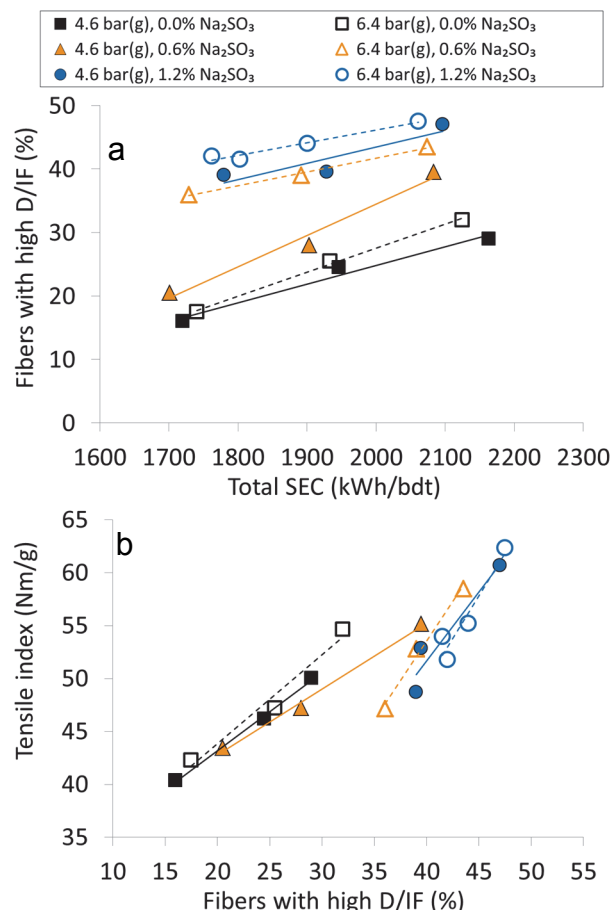 4.6 bar(g), 0.0% Na₂SO₃ 6.4 bar(g), 0.0% Na₂SO₃
4.6 bar(g), 0.6% Na₂SO₃ 6.4 bar(g), 0.6% Na₂SO₃
4.6 bar(g), 1.2% Na₂SO₃ 6.4 bar(g), 1.2% Na₂SO₃
a
Fibers with high D/IF (%)
50
40
30
20
10
0
1600 1700 1800 1900 2000 2100 2200 2300
Total SEC (kWh/bdt)
b
Tensile index (Nm/g)
65
60
55
50
45
40
35
10 15 20 25 30 35 40 45 50 55
Fibers with high D/IF (%)